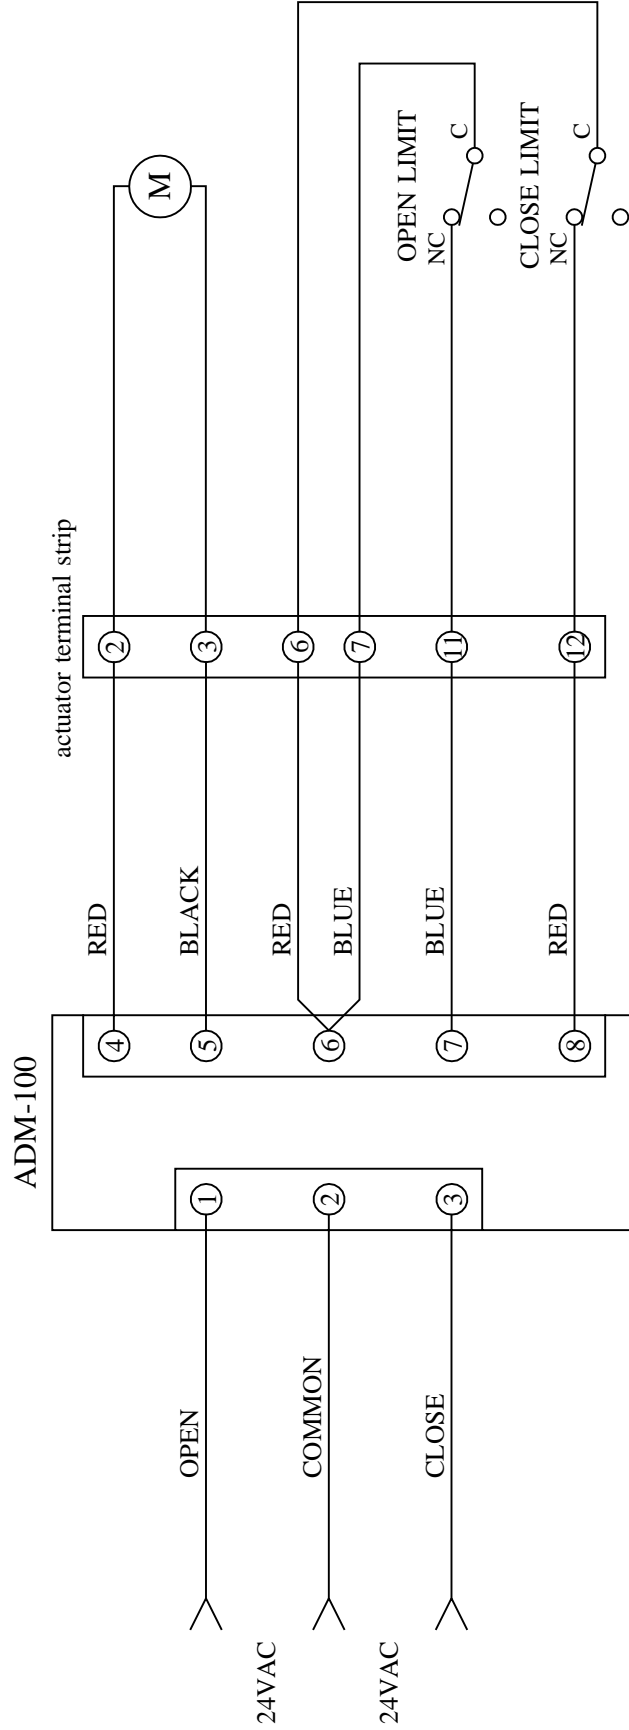 ADM-100
actuator terminal strip
24VAC
24VAC
OPEN
COMMON
CLOSE
1
2
3
4
5
6
7
8
RED
BLACK
RED
BLUE
BLUE
RED
2
3
6
7
11
12
M
OPEN LIMIT
NC
C
CLOSE LIMIT
NC
C